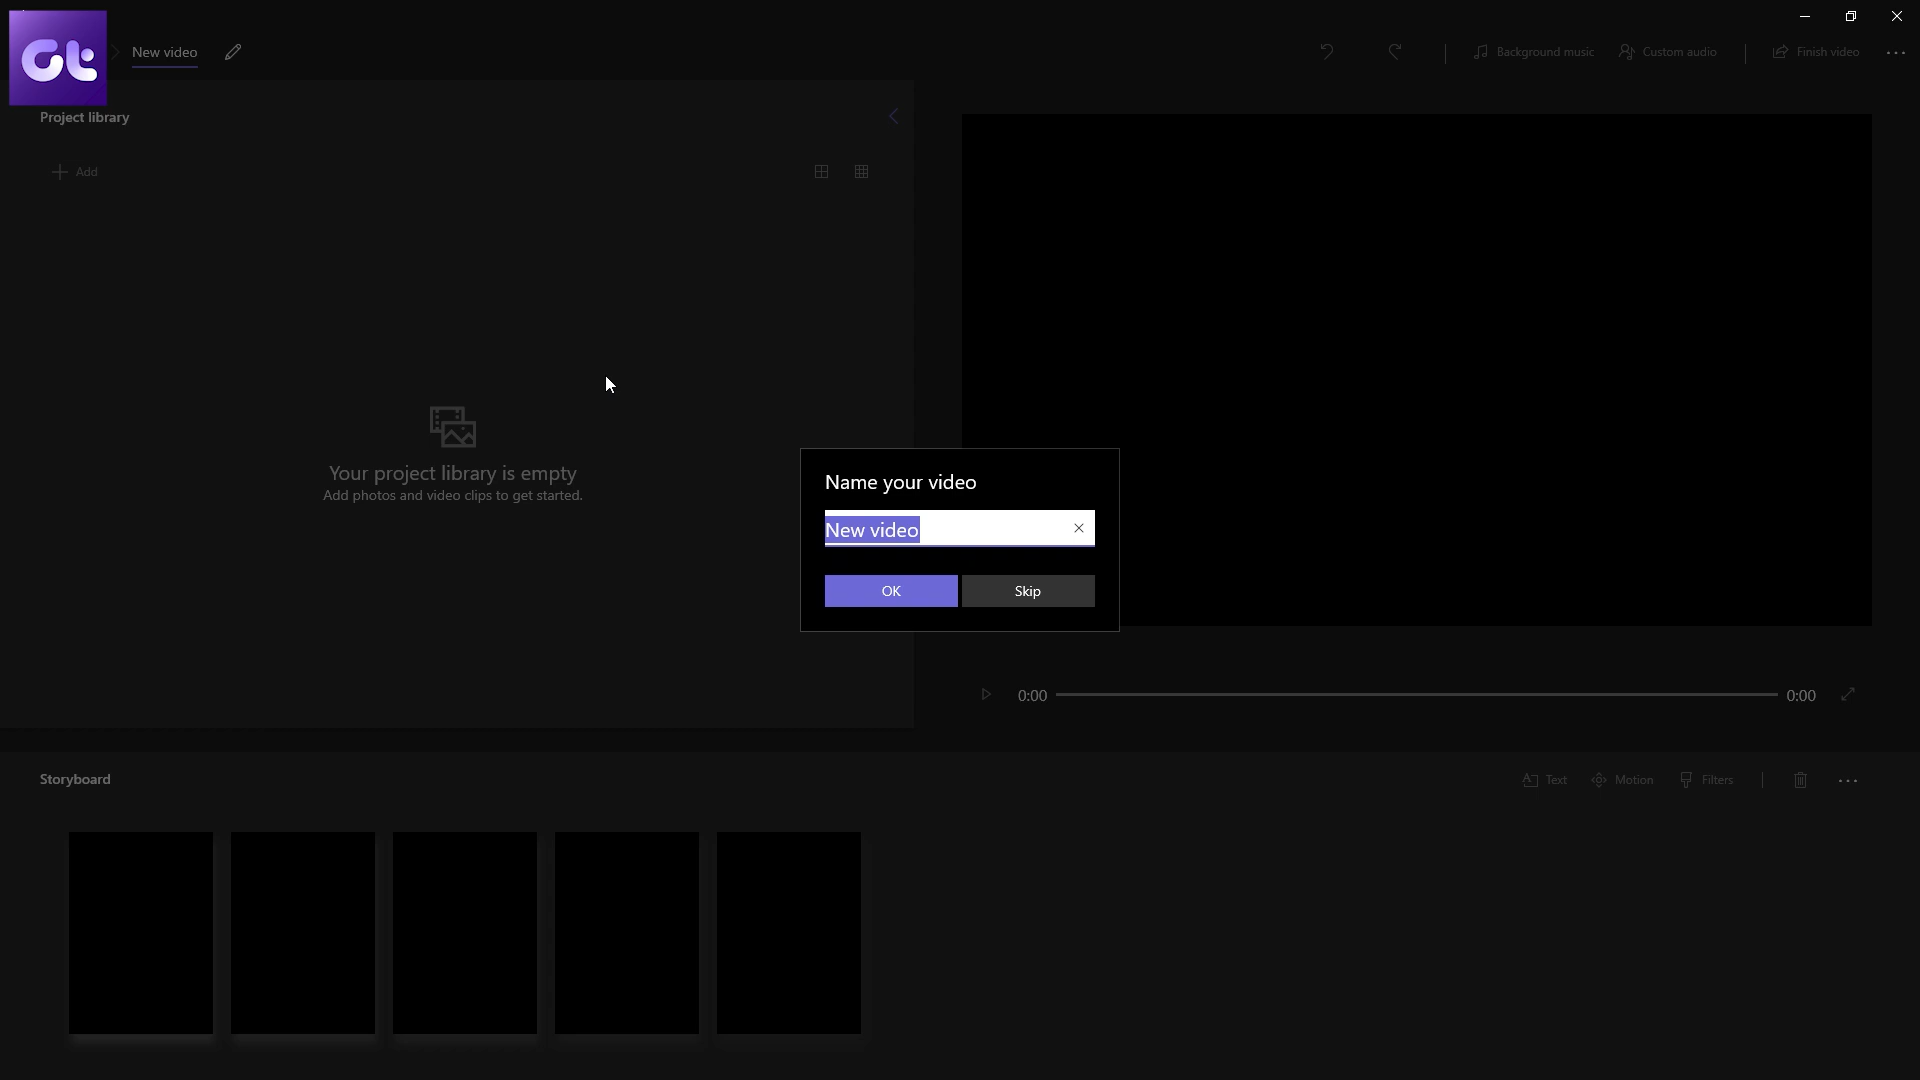 Gt
New video
Background music
Custom audio
Finish video
Project library
Add
Your project library is empty
Add photos and video clips to get started.
Name your video
New video
OK
Skip
0:00
0:00
Storyboard
Text
Motion
Filters